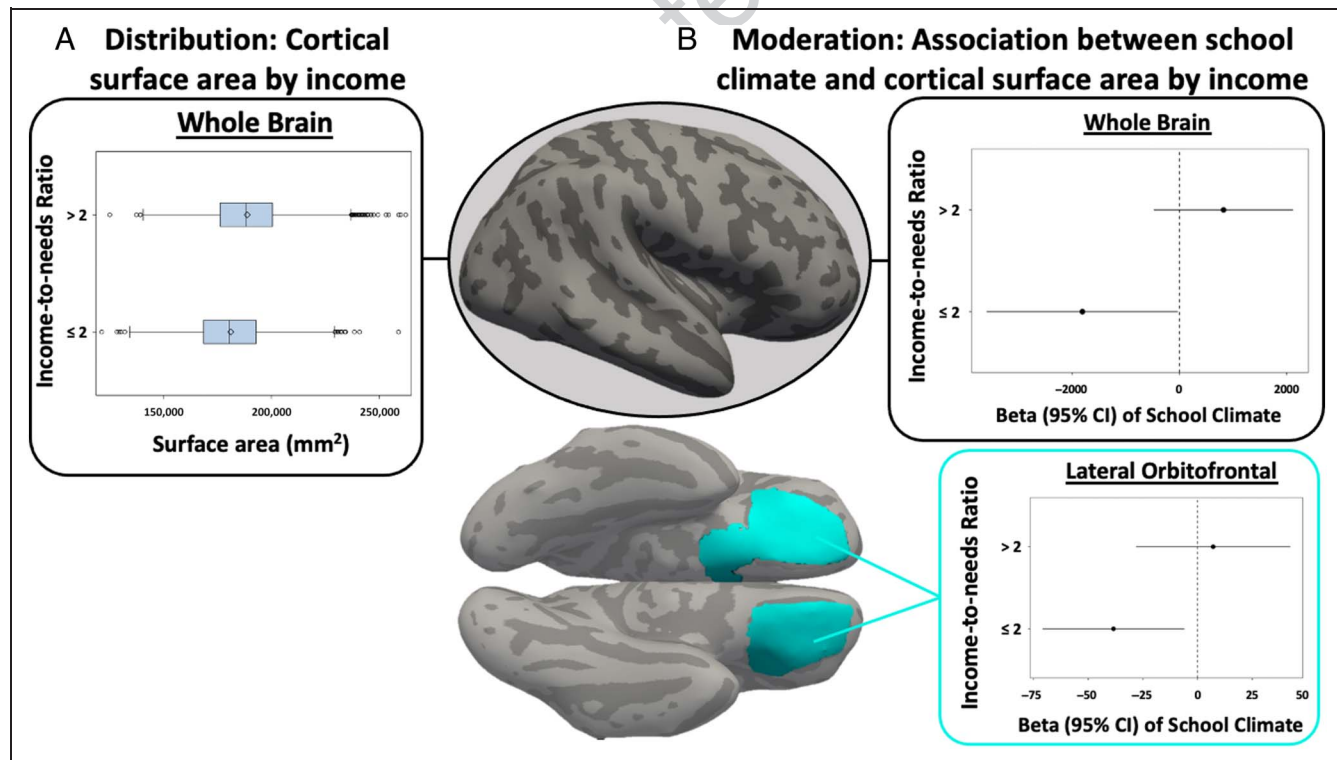 A Distribution: Cortical
surface area by income
Whole Brain
Income-to-needs Ratio
> 2
≤ 2
150,000 200,000 250,000
Surface area (mm²)
B Moderation: Association between school
climate and cortical surface area by income
Whole Brain
Income-to-needs Ratio
> 2
≤ 2
−2000 0 2000
Beta (95% CI) of School Climate
Lateral Orbitofrontal
Income-to-needs Ratio
> 2
≤ 2
−75 −50 −25 0 25 50
Beta (95% CI) of School Climate